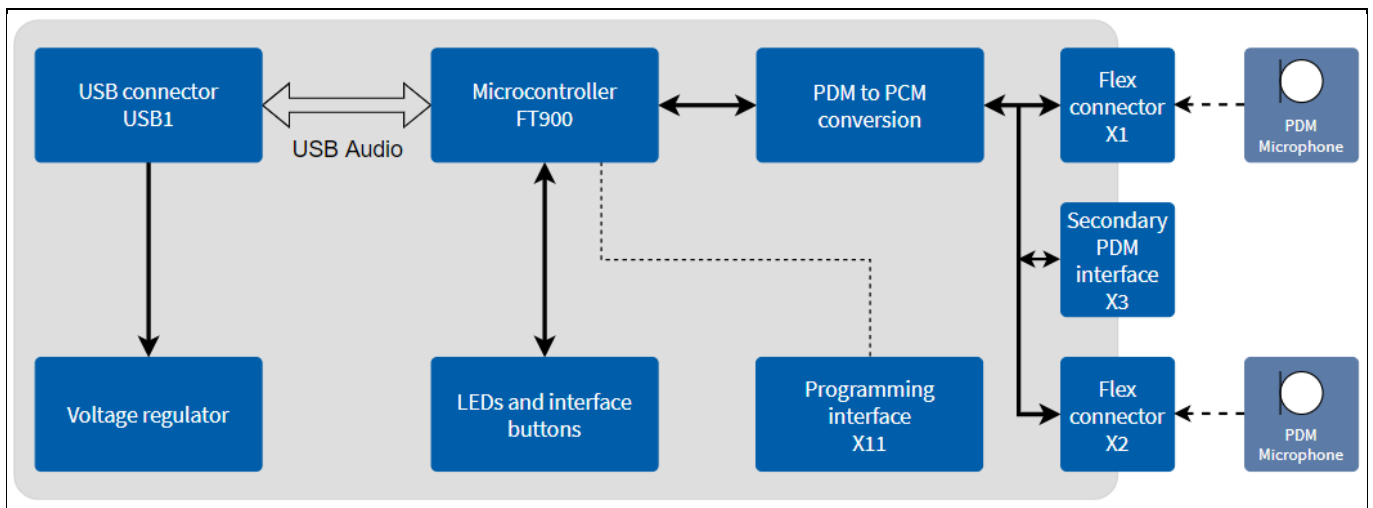 USB connector
USB1
USB Audio
Microcontroller
FT900
PDM to PCM
conversion
Flex
connector
X1
PDM
Microphone
Secondary
PDM
interface
X3
Voltage regulator
LEDs and interface
buttons
Programming
interface
X11
Flex
connector
X2
PDM
Microphone